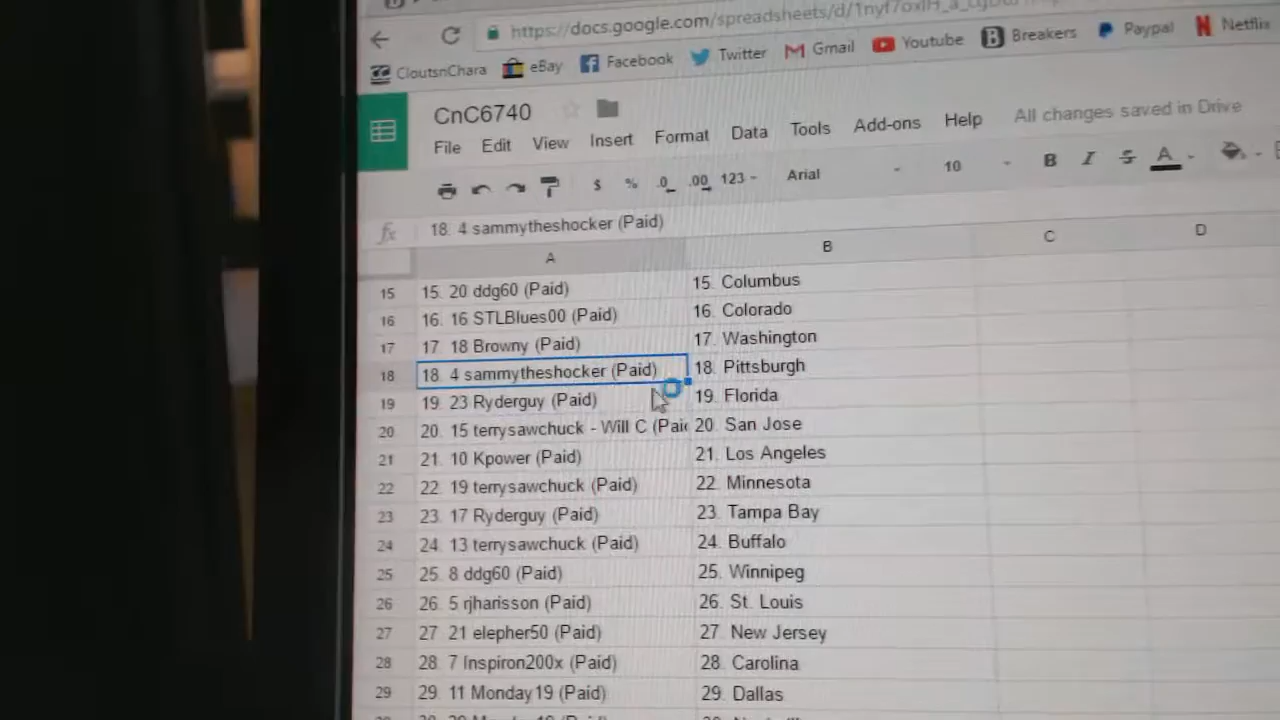 https://docs.google.com/spreadsheets/d/
CloutsnChara eBay Facebook Twitter Gmail Youtube Breakers Paypal Netflix
CnC6740
File Edit View Insert Format Data Tools Add-ons Help All changes saved in Drive
$ % .0 .00 123 Arial 10 B I S A
fx 18. 4 sammytheshocker (Paid)
A B C D
15 15. 20 ddg60 (Paid) 15. Columbus
16 16. 16 STLBlues00 (Paid) 16. Colorado
17 17. 18 Browny (Paid) 17. Washington
18 18. 4 sammytheshocker (Paid) 18. Pittsburgh
19 19. 23 Ryderguy (Paid) 19. Florida
20 20. 15 terrysawchuck - Will C (Paid 20. San Jose
21 21. 10 Kpower (Paid) 21. Los Angeles
22 22. 19 terrysawchuck (Paid) 22. Minnesota
23 23. 17 Ryderguy (Paid) 23. Tampa Bay
24 24. 13 terrysawchuck (Paid) 24. Buffalo
25 25. 8 ddg60 (Paid) 25. Winnipeg
26 26. 5 rjharisson (Paid) 26. St. Louis
27 27. 21 elepher50 (Paid) 27. New Jersey
28 28. 7 Inspiron200x (Paid) 28. Carolina
29 29. 11 Monday19 (Paid) 29. Dallas